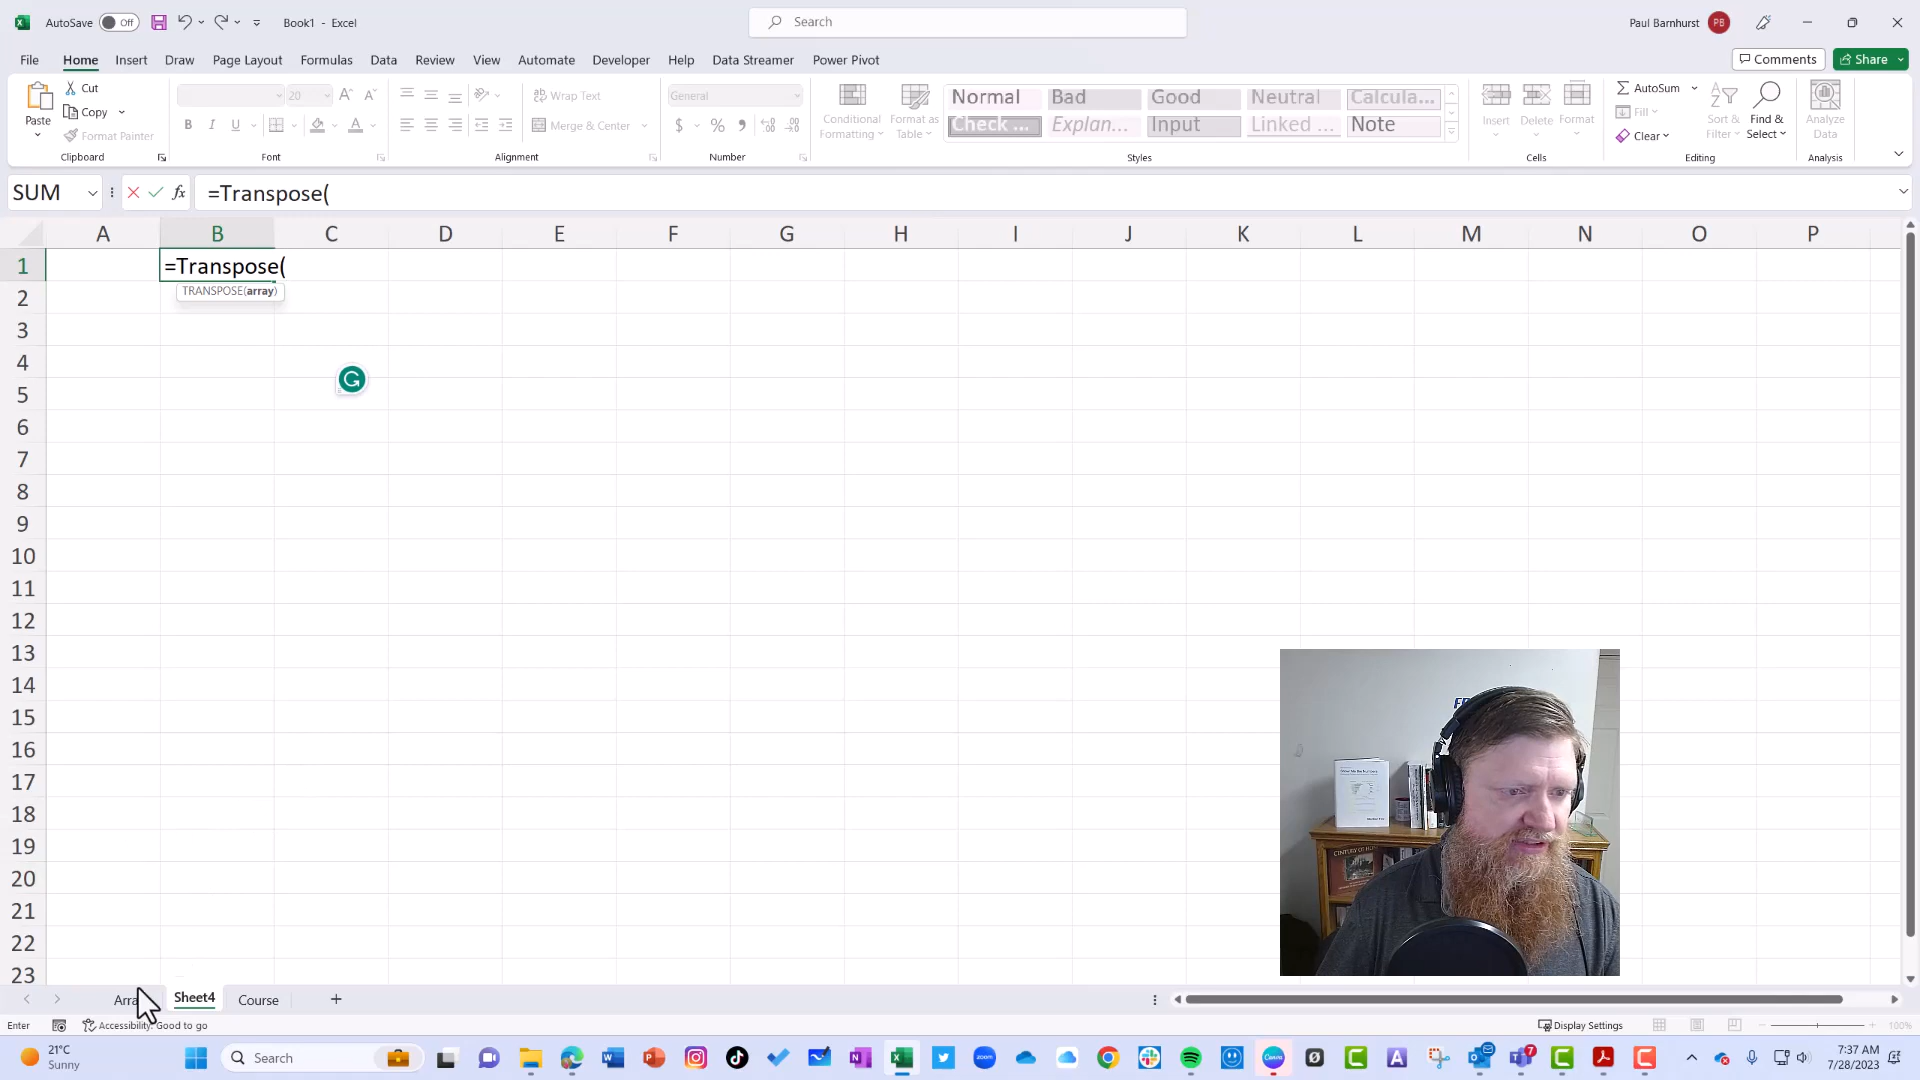 AutoSave Off Book1 - Excel Search Paul Barnhurst PB
File Home Insert Draw Page Layout Formulas Data Review View Automate Developer Help Data Streamer Power Pivot Comments Share
Paste Cut Copy Format Painter Clipboard
20 B I U Font
Wrap Text Merge & Center Alignment
General $ % Number
Conditional Formatting Format as Table
Normal Bad Good Neutral Calcula...
Check ... Explan... Input Linked ... Note
Styles
Insert Delete Format Cells
AutoSum Fill Clear Sort & Filter Find & Select Editing
Analyze Data Analysis
SUM fx =Transpose(
A B C D E F G H I J K L M N O P
1 =Transpose(
TRANSPOSE(array)
2
3
4
5
6
7
8
9
10
11
12
13
14
15
16
17
18
19
20
21
22
23
Arra Sheet4 Course +
Enter Accessibility: Good to go Display Settings 100%
21°C
Sunny
Search
7:37 AM
7/28/2023